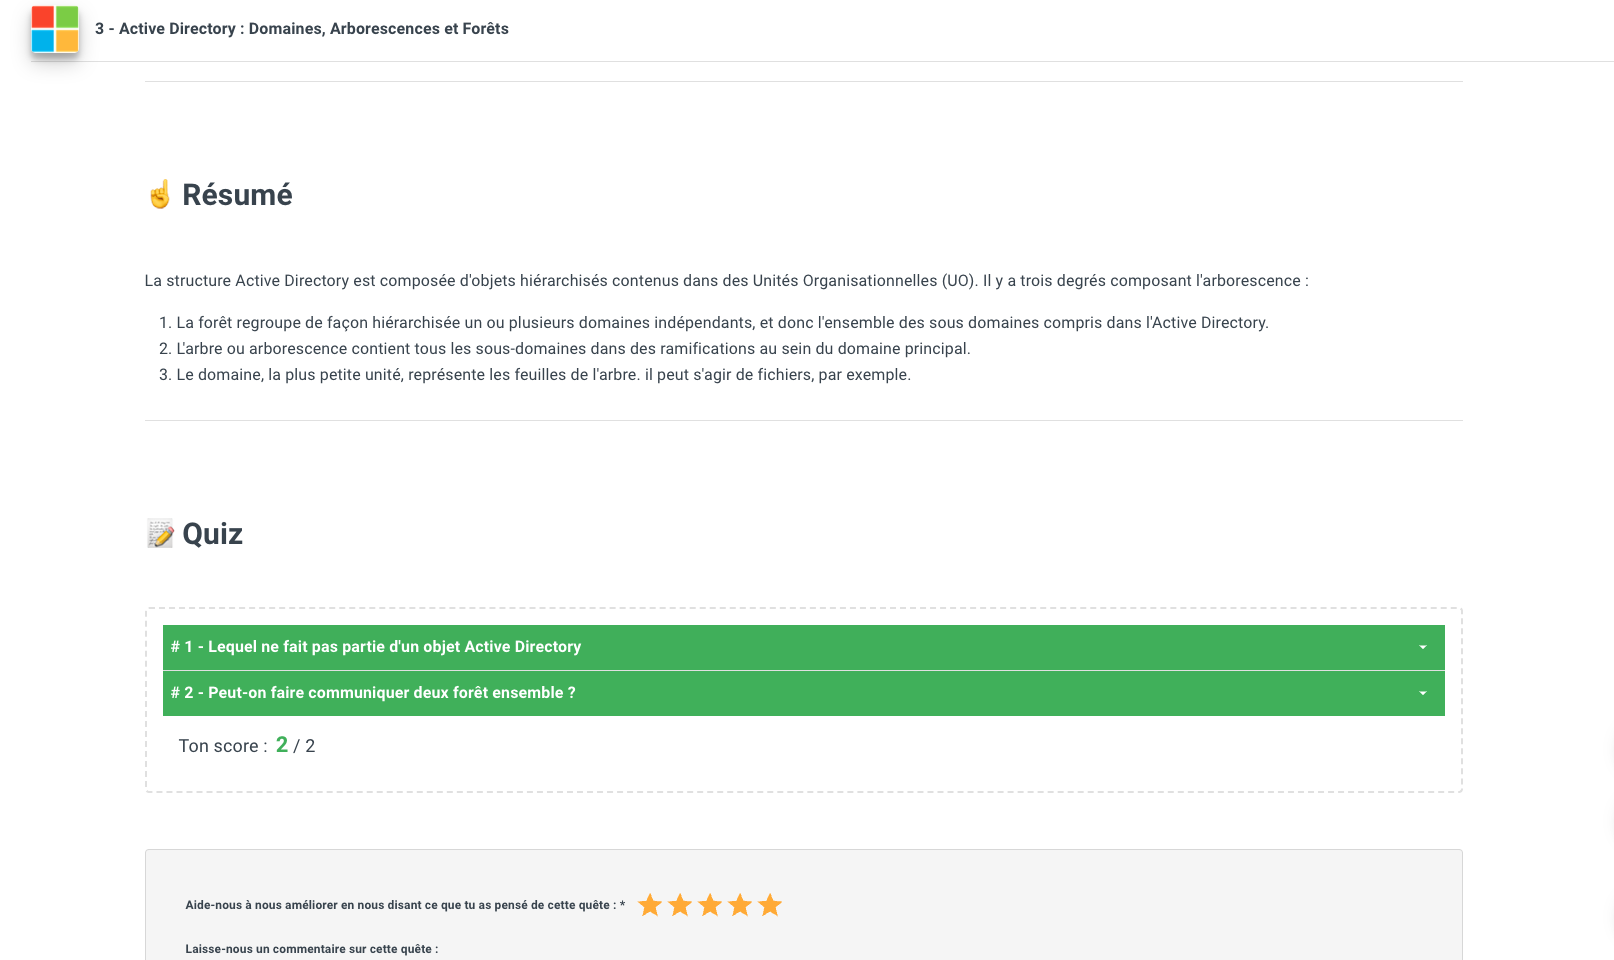 3 - Active Directory : Domaines, Arborescences et Forêts
☝️ Résumé
La structure Active Directory est composée d'objets hiérarchisés contenus dans des Unités Organisationnelles (UO). Il y a trois degrés composant l'arborescence :
1. La forêt regroupe de façon hiérarchisée un ou plusieurs domaines indépendants, et donc l'ensemble des sous domaines compris dans l'Active Directory.
2. L'arbre ou arborescence contient tous les sous-domaines dans des ramifications au sein du domaine principal.
3. Le domaine, la plus petite unité, représente les feuilles de l'arbre. il peut s'agir de fichiers, par exemple.
📝 Quiz
# 1 - Lequel ne fait pas partie d'un objet Active Directory
# 2 - Peut-on faire communiquer deux forêt ensemble ?
Ton score : 2 / 2
Aide-nous à nous améliorer en nous disant ce que tu as pensé de cette quête : *
Laisse-nous un commentaire sur cette quête :